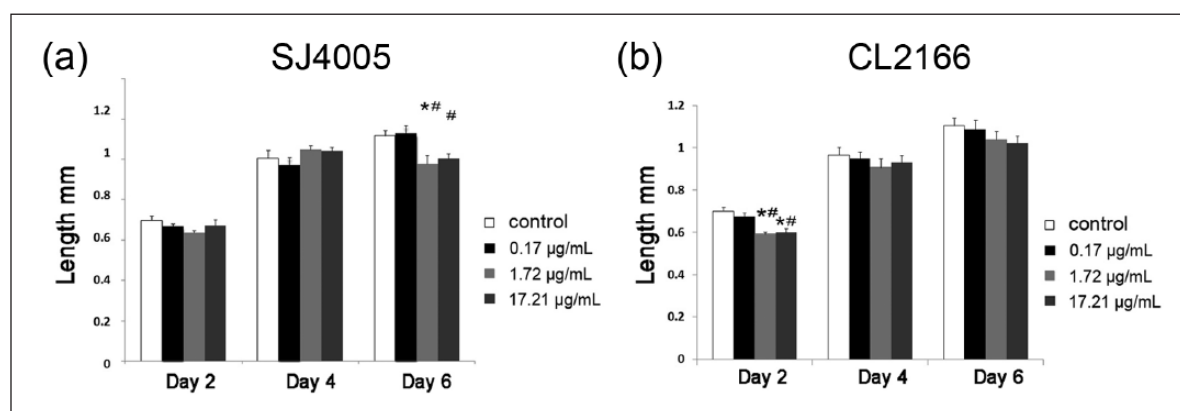 (a) SJ4005
Length mm
1.2
1
0.8
0.6
0.4
0.2
0
*#
#
Day 2 Day 4 Day 6
control
0.17 µg/mL
1.72 µg/mL
17.21 µg/mL
(b) CL2166
Length mm
1.2
1
0.8
0.6
0.4
0.2
0
*#
*#
Day 2 Day 4 Day 6
control
0.17 µg/mL
1.72 µg/mL
17.21 µg/mL